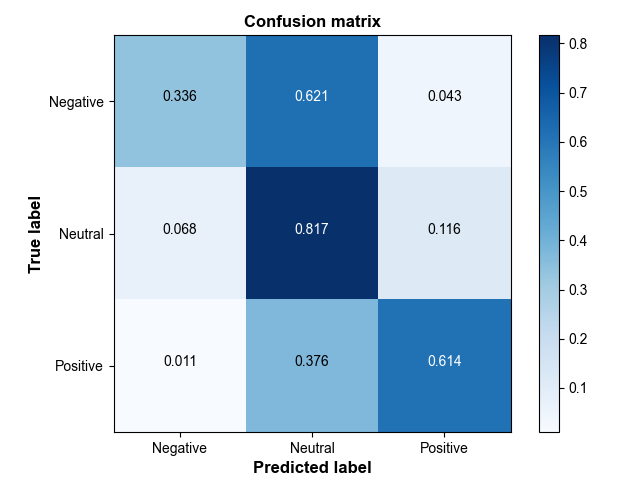 Confusion matrix
0.8
0.7
0.6
0.5
0.4
0.3
0.2
0.1
True label
Negative
0.336 0.621 0.043
Neutral
0.068 0.817 0.116
Positive
0.011 0.376 0.614
Negative Neutral Positive
Predicted label